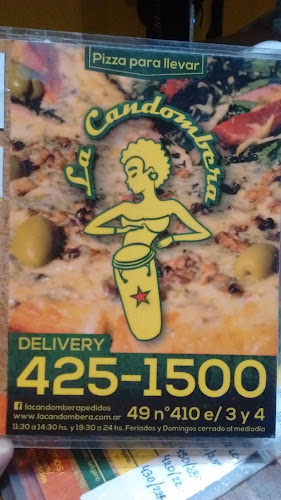 Pizza para llevar
La Candombera
DELIVERY
425-1500
lacandomberapedidos
www.lacandombera.com.ar
49 nº410 e/ 3 y 4
11:30 a 14:30 hs. y 19:30 a 24 hs. Feriados y Domingos cerrado al mediodía